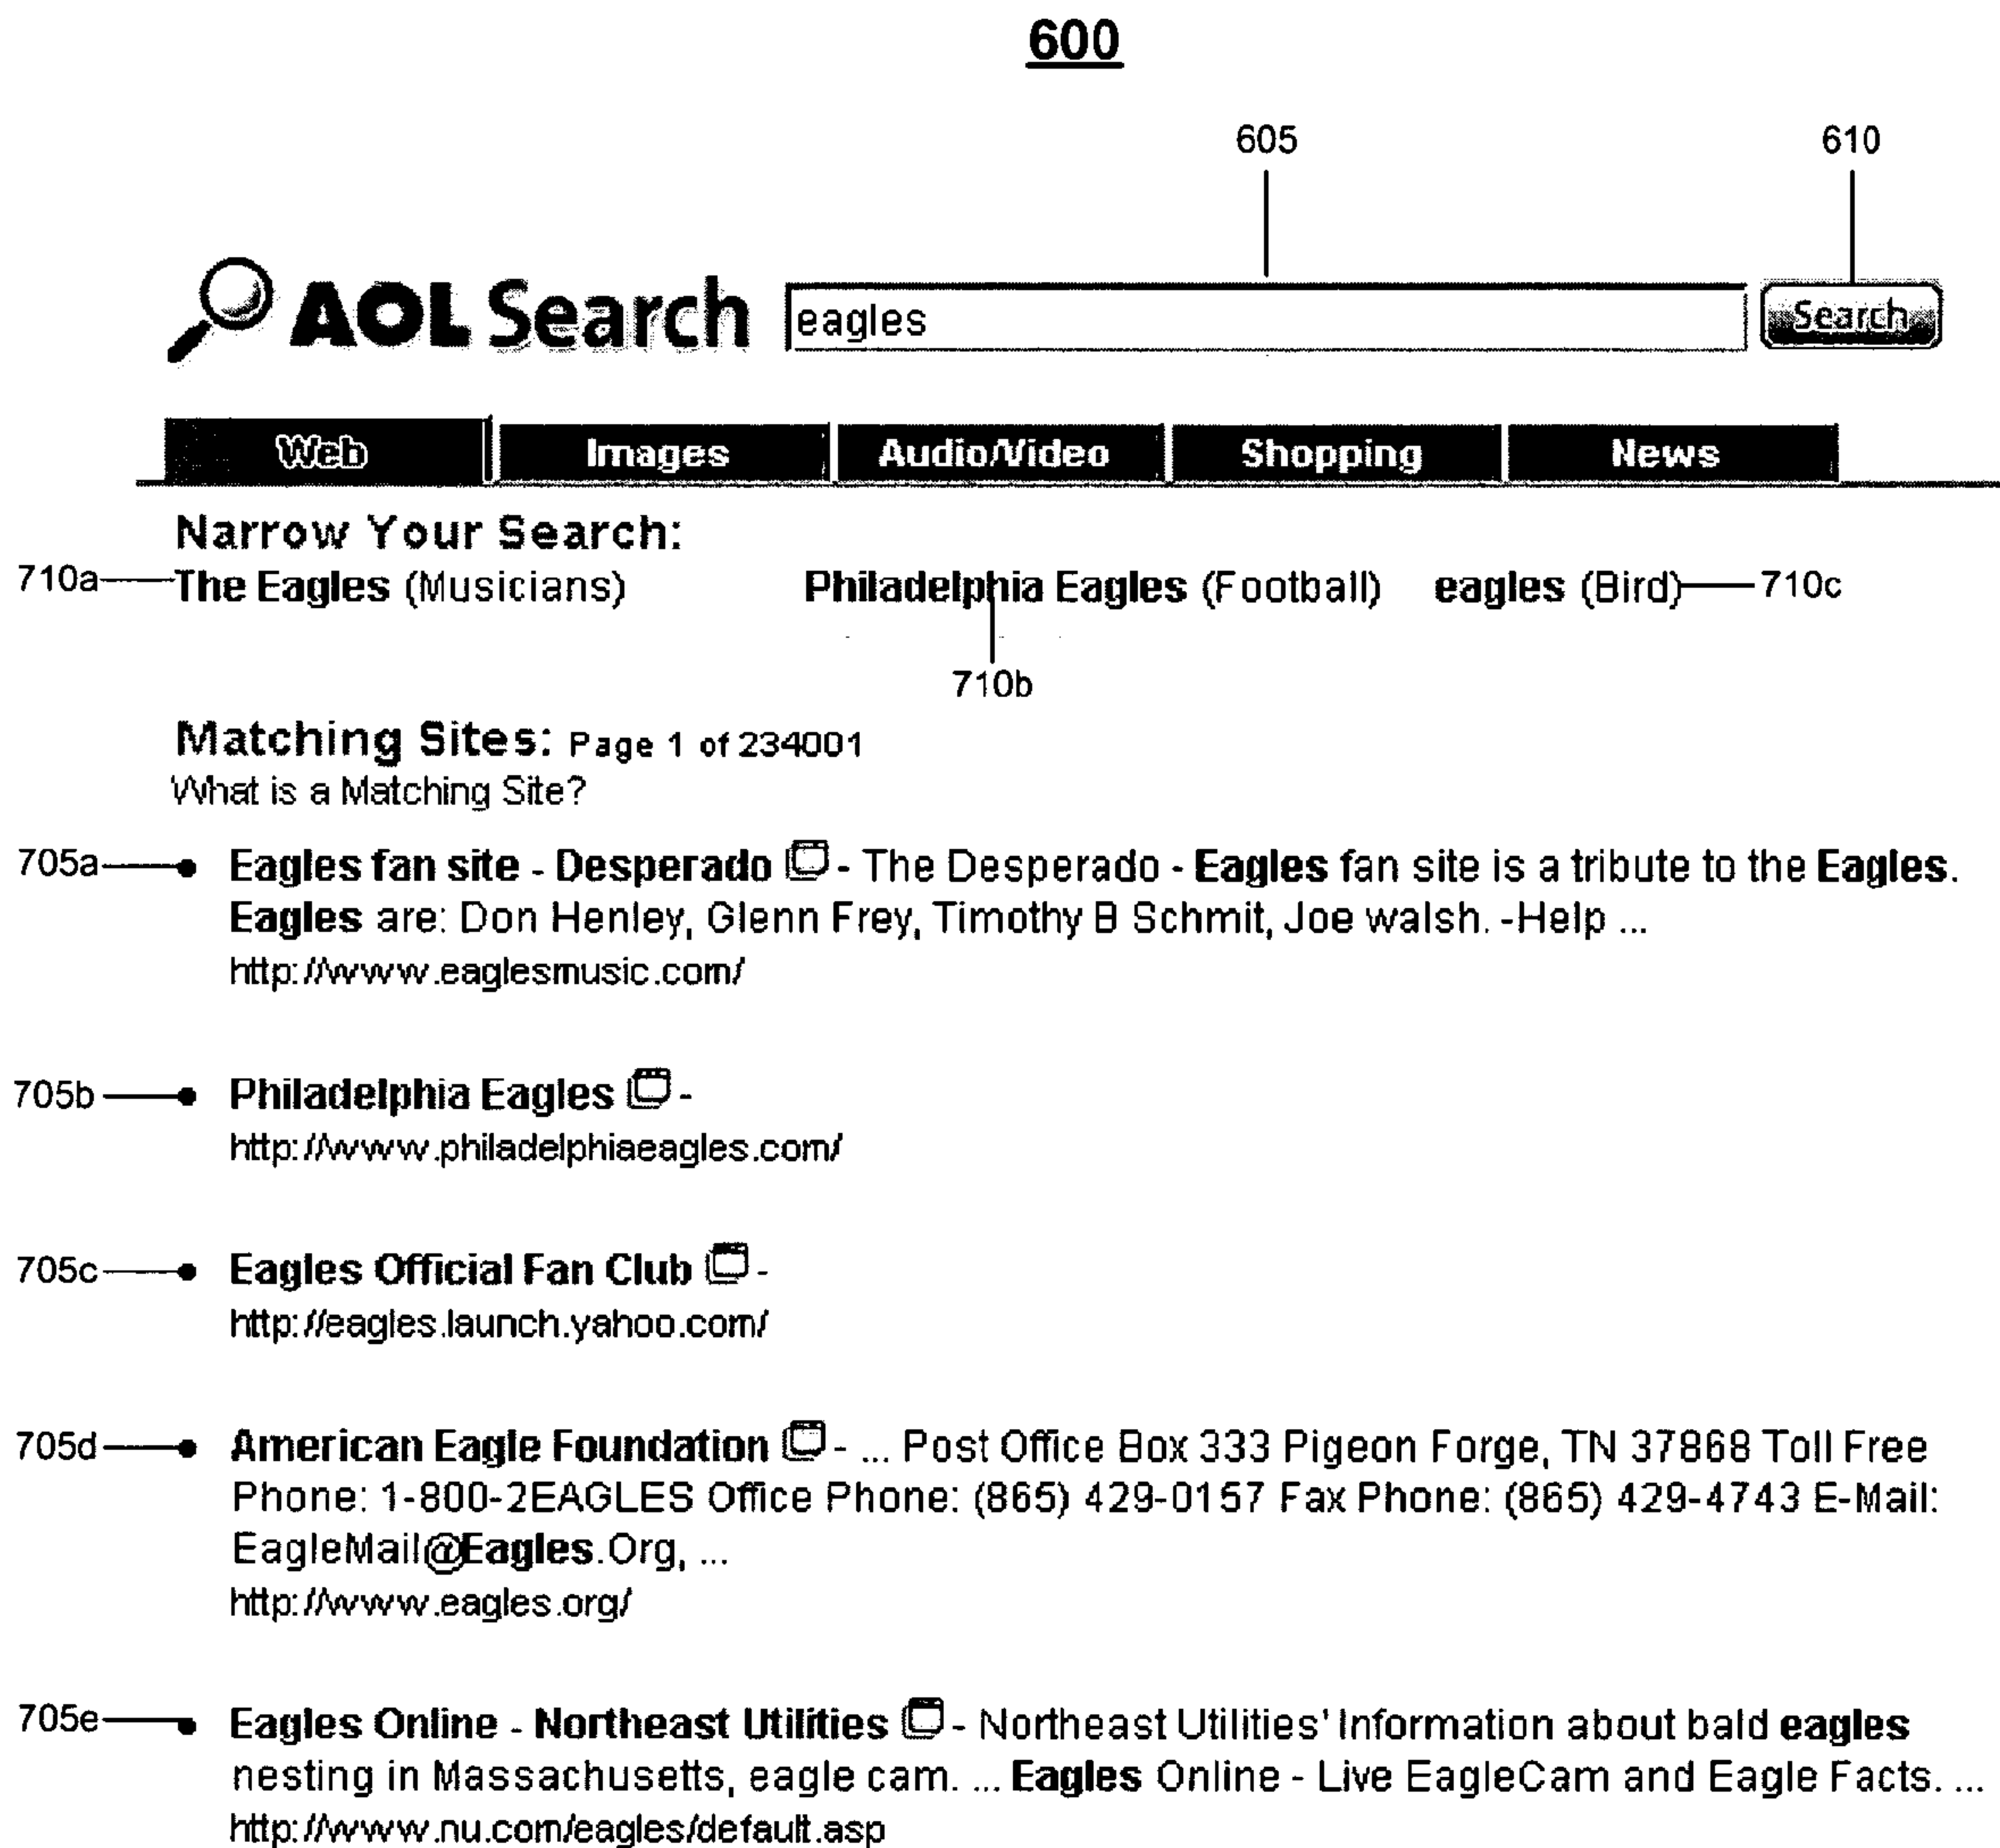 600
605 610
AOL Search eagles Search
Web Images Audio/Video Shopping News
Narrow Your Search:
710a The Eagles (Musicians) Philadelphia Eagles (Football) eagles (Bird) 710c
710b
Matching Sites: Page 1 of 234001
What is a Matching Site?
705a Eagles fan site - Desperado - The Desperado - Eagles fan site is a tribute to the Eagles.
Eagles are: Don Henley, Glenn Frey, Timothy B Schmit, Joe walsh. -Help ...
http://www.eaglesmusic.com/
705b Philadelphia Eagles -
http://www.philadelphiaeagles.com/
705c Eagles Official Fan Club -
http://eagles.launch.yahoo.com/
705d American Eagle Foundation - ... Post Office Box 333 Pigeon Forge, TN 37868 Toll Free
Phone: 1-800-2EAGLES Office Phone: (865) 429-0157 Fax Phone: (865) 429-4743 E-Mail:
EagleMail@Eagles.Org, ...
http://www.eagles.org/
705e Eagles Online - Northeast Utilities - Northeast Utilities' Information about bald eagles
nesting in Massachusetts, eagle cam. ... Eagles Online - Live EagleCam and Eagle Facts. ...
http://www.nu.com/eagles/default.asp